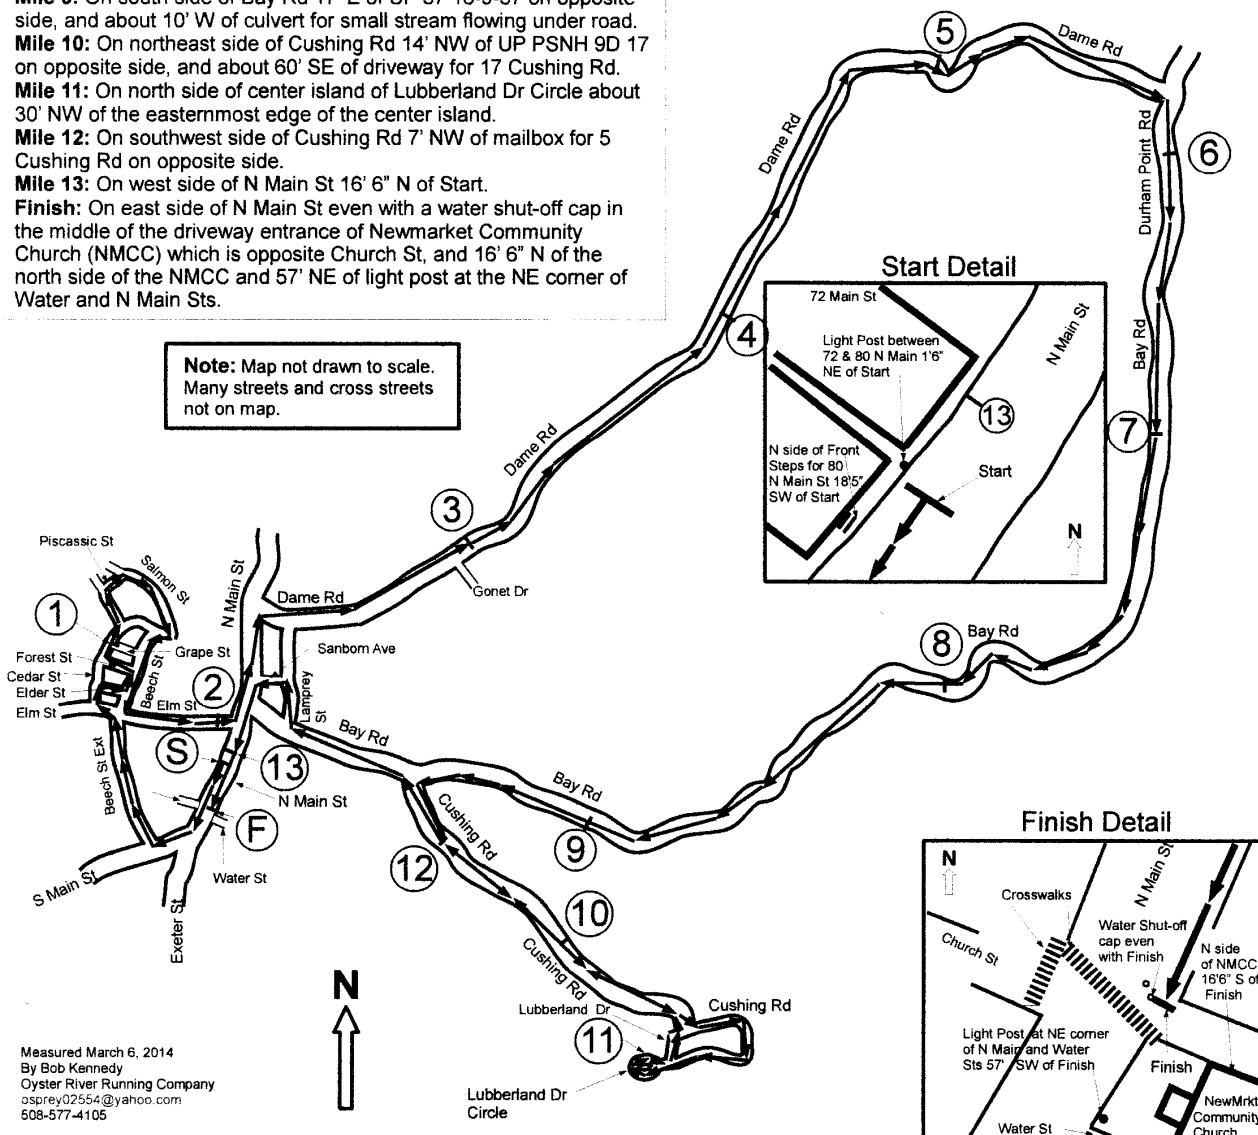 side, and about 10' W of culvert for small stream flowing under road.
Mile 10: On northeast side of Cushing Rd 14' NW of UP PSNH 9D 17
on opposite side, and about 60' SE of driveway for 17 Cushing Rd.
Mile 11: On north side of center island of Lubberland Dr Circle about
30' NW of the easternmost edge of the center island.
Mile 12: On southwest side of Cushing Rd 7' NW of mailbox for 5
Cushing Rd on opposite side.
Mile 13: On west side of N Main St 16' 6" N of Start.
Finish: On east side of N Main St even with a water shut-off cap in
the middle of the driveway entrance of Newmarket Community
Church (NMCC) which is opposite Church St, and 16' 6" N of the
north side of the NMCC and 57' NE of light post at the NE corner of
Water and N Main Sts.
Note: Map not drawn to scale.
Many streets and cross streets
not on map.
5
Dame Rd
Dame Rd
Durham Point Rd
6
4
Bay Rd
7
Start Detail
72 Main St
Light Post between
72 & 80 N Main 1'6"
NE of Start
N Main St
13
N side of Front
Steps for 80
N Main St 18'5"
SW of Start
Start
N
Dame Rd
3
Gonet Dr
Dame Rd
N Main St
Piscassic St
Salmon St
1
Grape St
Forest St
Cedar St
Elder St
Elm St
Beech St
Elm St
2
Sanborn Ave
Lamprey
St
Bay Rd
8
Bay Rd
S
13
Beech St Ext
N Main St
F
Water St
S Main St
Exeter St
Bay Rd
9
Cushing Rd
12
10
Cushing Rd
Lubberland Dr
Cushing Rd
11
Lubberland Dr
Circle
N
Finish Detail
N
N Main St
Crosswalks
Church St
Water Shut-off
cap even
with Finish
N side
of NMCC
16'6" S of
Finish
Light Post at NE corner
of N Main and Water
Sts 57' SW of Finish
Finish
NewMrkt
Community
Church
Water St
Measured March 6, 2014
By Bob Kennedy
Oyster River Running Company
osprey02554@yahoo.com
508-577-4105